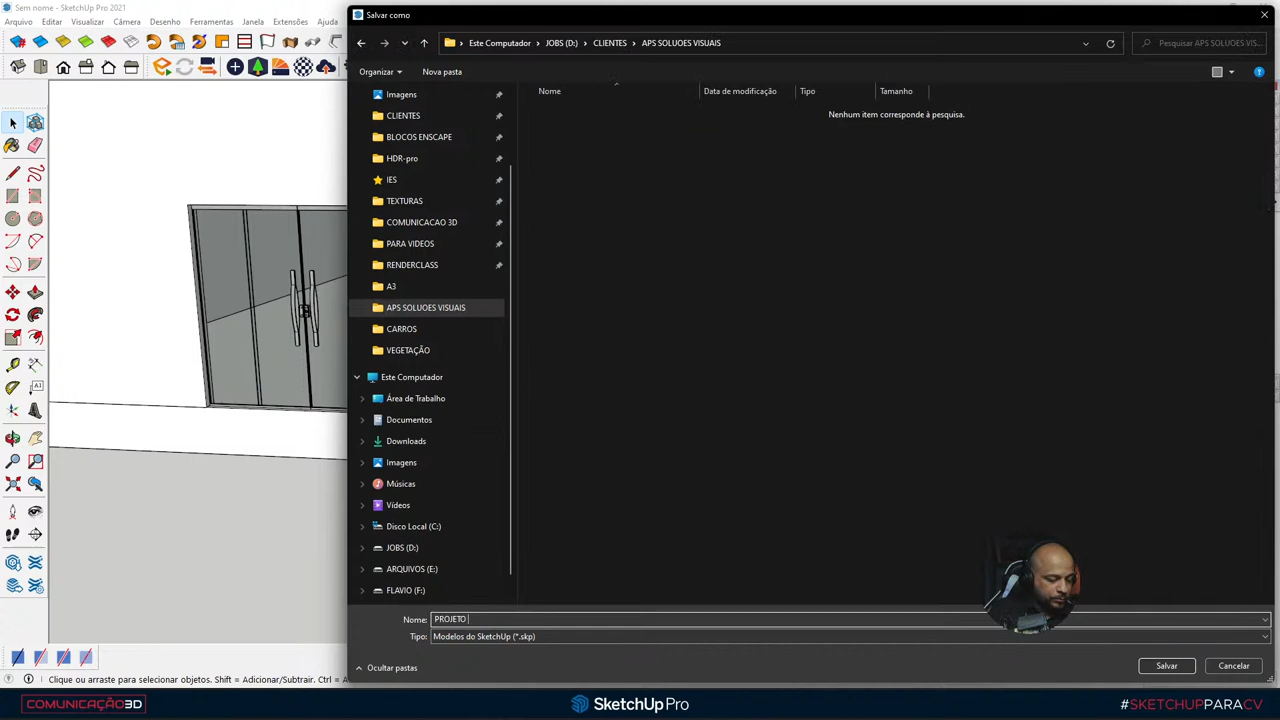 Sem nome - SketchUp Pro 2021
Arquivo Editar Visualizar Câmera Desenho Ferramentas Janela Extensões Ajuda
Salvar como
Este Computador > JOBS (D:) > CLIENTES > APS SOLUOES VISUAIS
Pesquisar APS SOLUOES VIS...
Organizar
Nova pasta
Nome
Data de modificação
Tipo
Tamanho
Nenhum item corresponde à pesquisa.
Imagens
CLIENTES
BLOCOS ENSCAPE
HDR-pro
IES
TEXTURAS
COMUNICACAO 3D
PARA VIDEOS
RENDERCLASS
A3
APS SOLUOES VISUAIS
CARROS
VEGETAÇÃO
Este Computador
Área de Trabalho
Documentos
Downloads
Imagens
Músicas
Vídeos
Disco Local (C:)
JOBS (D:)
ARQUIVOS (E:)
FLAVIO (F:)
Nome: PROJETO
Tipo: Modelos do SketchUp (*.skp)
Ocultar pastas
Salvar
Cancelar
Clique ou arraste para selecionar objetos. Shift = Adicionar/Subtrair. Ctrl = A
COMUNICAÇÃO3D
SketchUp Pro
#SKETCHUPPARACV